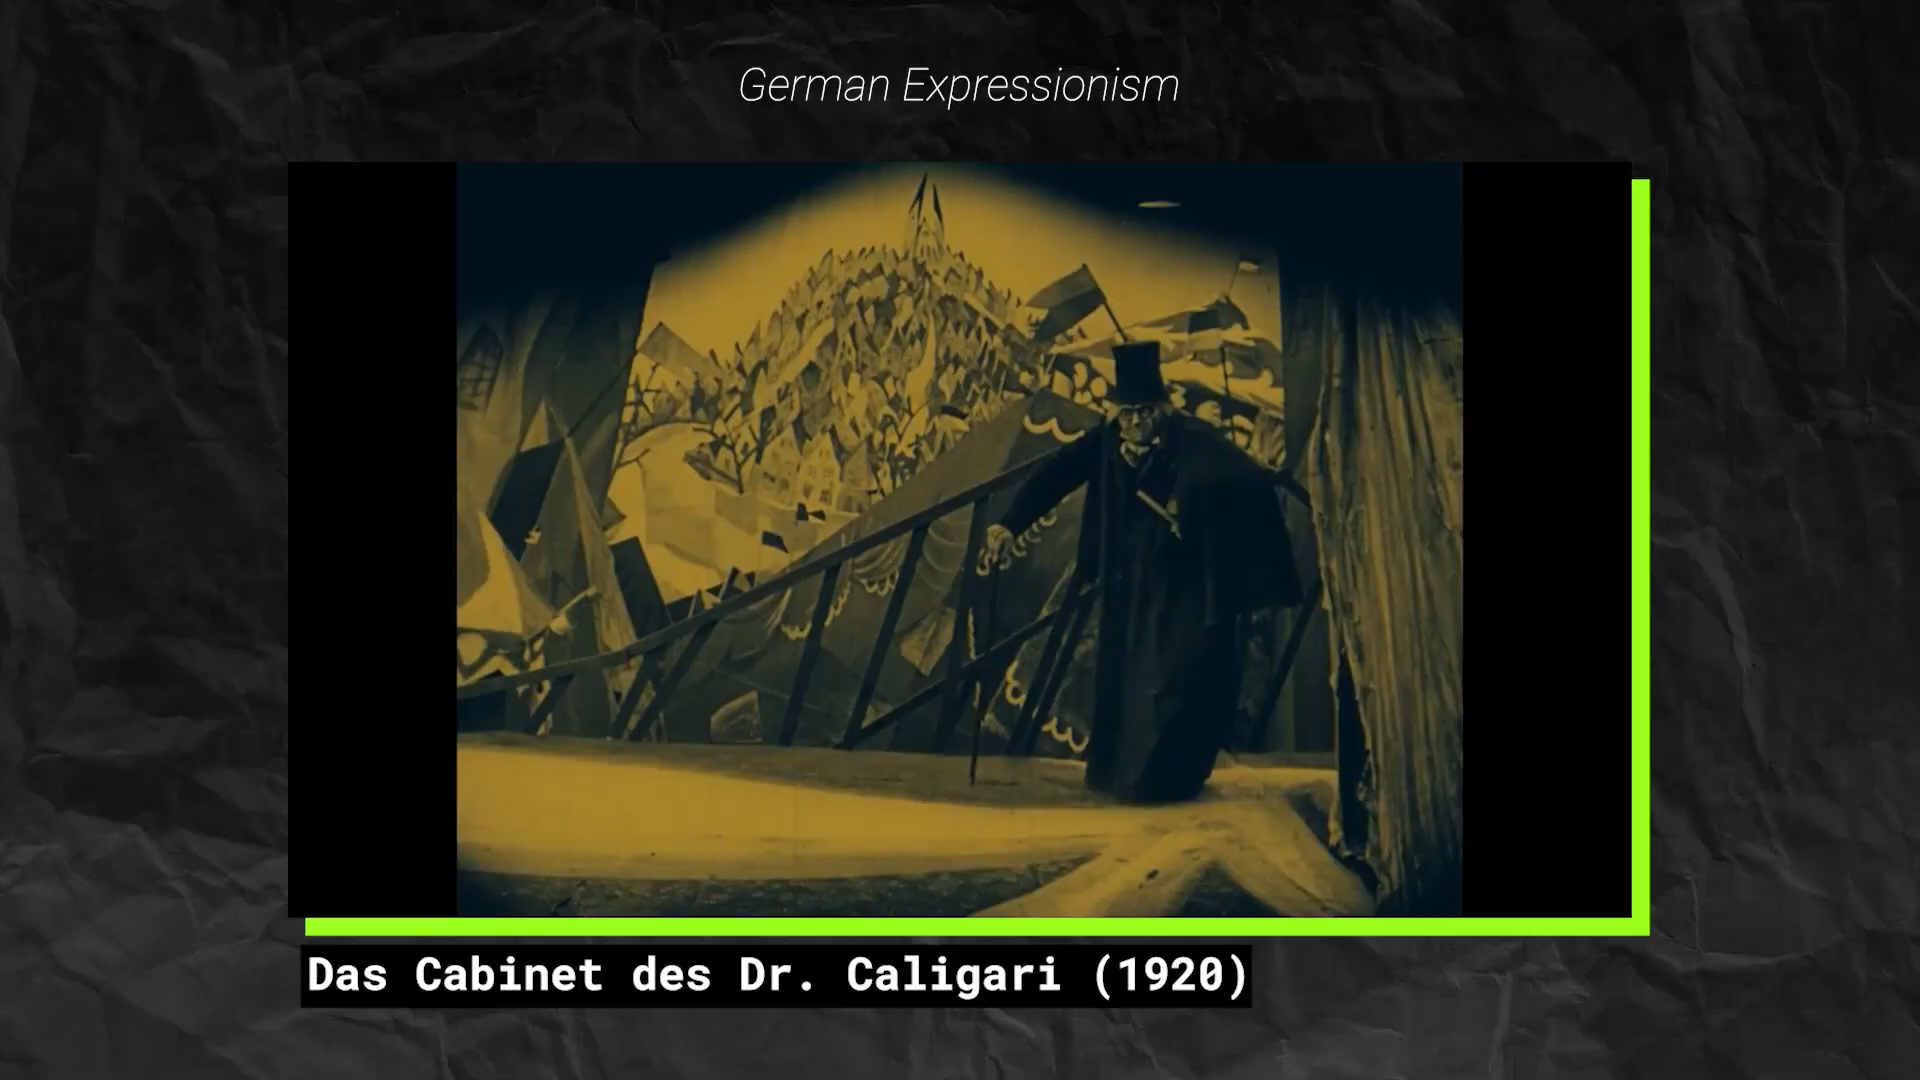 German Expressionism
Das Cabinet des Dr. Caligari (1920)